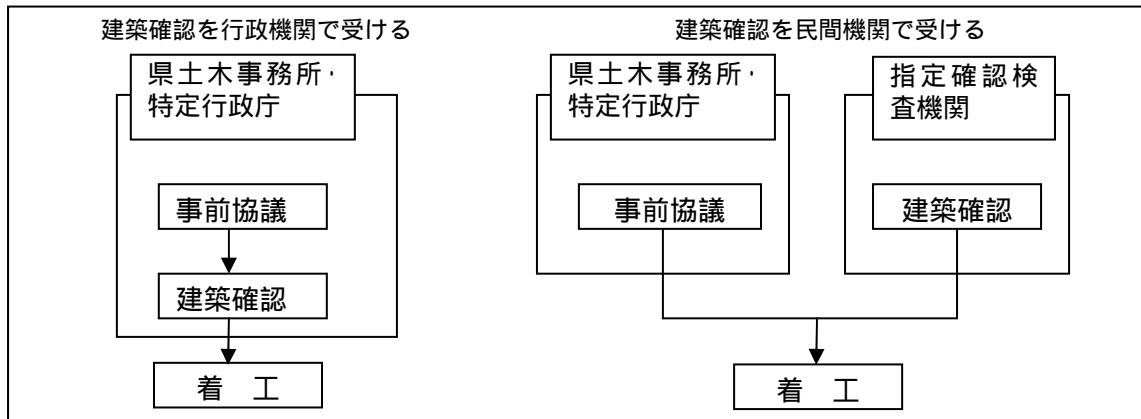 建築確認を行政機関で受ける
県土木事務所・
特定行政庁
事前協議
建築確認
着　工
建築確認を民間機関で受ける
県土木事務所・
特定行政庁
事前協議
指定確認検
査機関
建築確認
着　工